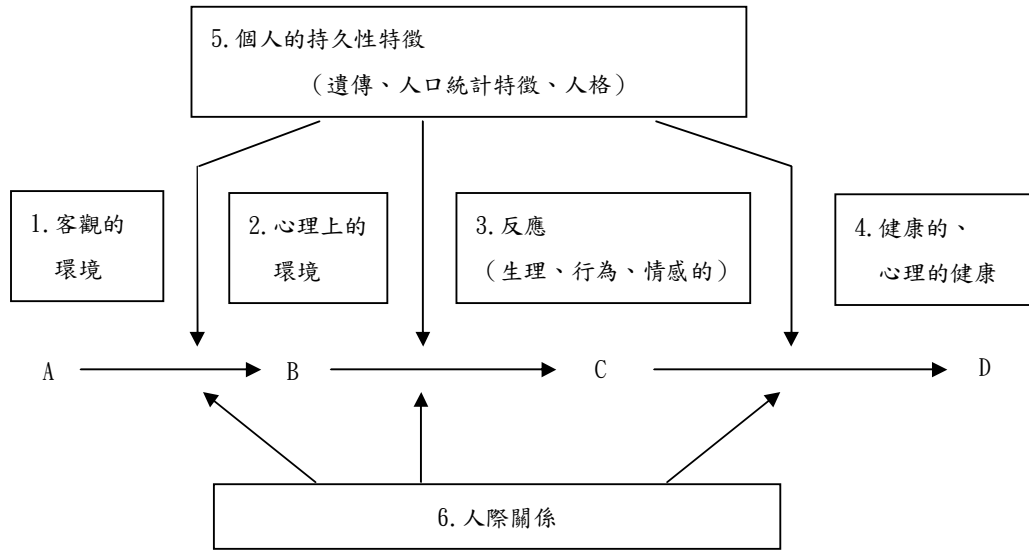 5.個人的持久性特徵
（遺傳、人口統計特徵、人格）
1.客觀的
環境
2.心理上的
環境
3.反應
（生理、行為、情感的）
4.健康的、
心理的健康
A
B
C
D
6.人際關係